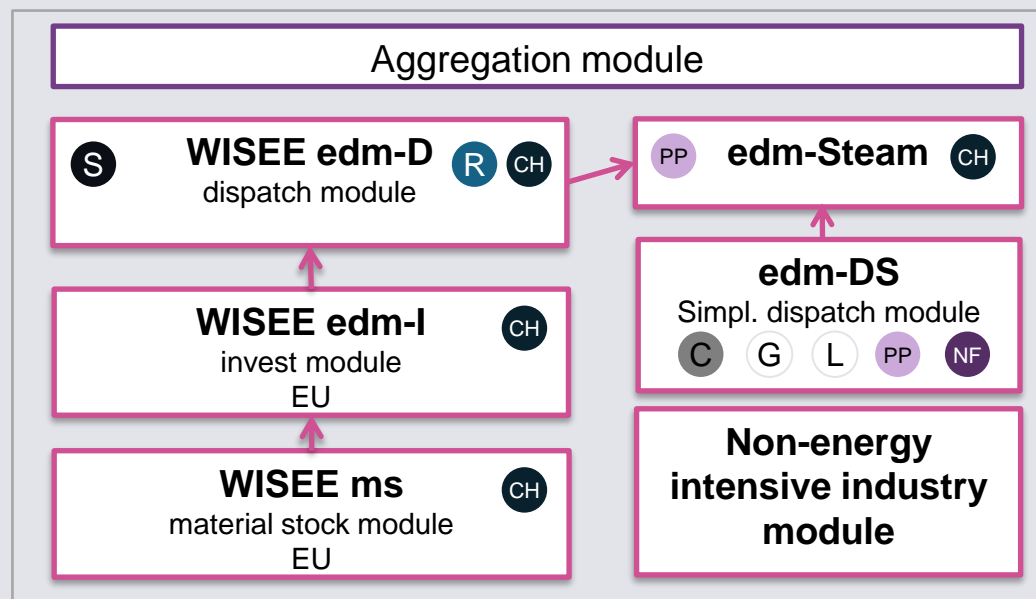 Aggregation module
S
WISEE edm-D
R
CH
dispatch module
PP
edm-Steam
CH
WISEE edm-I
CH
invest module
EU
edm-DS
Simpl. dispatch module
C
G
L
PP
NF
WISEE ms
CH
material stock module
EU
Non-energy
intensive industry
module